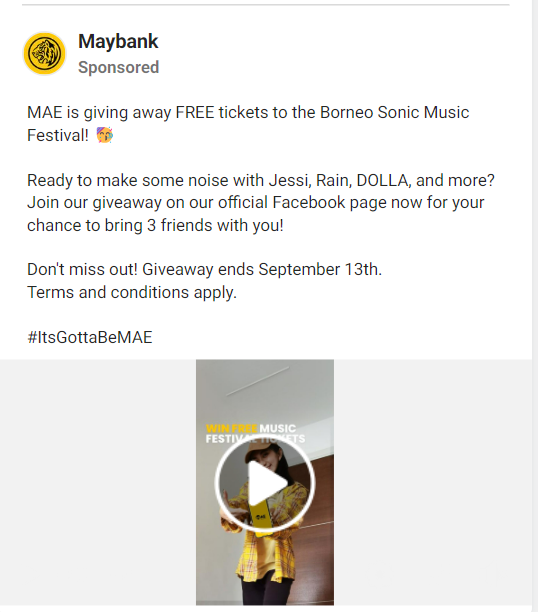 Maybank
Sponsored
MAE is giving away FREE tickets to the Borneo Sonic Music
Festival! 🥳
Ready to make some noise with Jessi, Rain, DOLLA, and more?
Join our giveaway on our official Facebook page now for your
chance to bring 3 friends with you!
Don't miss out! Giveaway ends September 13th.
Terms and conditions apply.
#ItsGottaBeMAE
WIN FREE MUSIC
FESTIVAL TICKETS